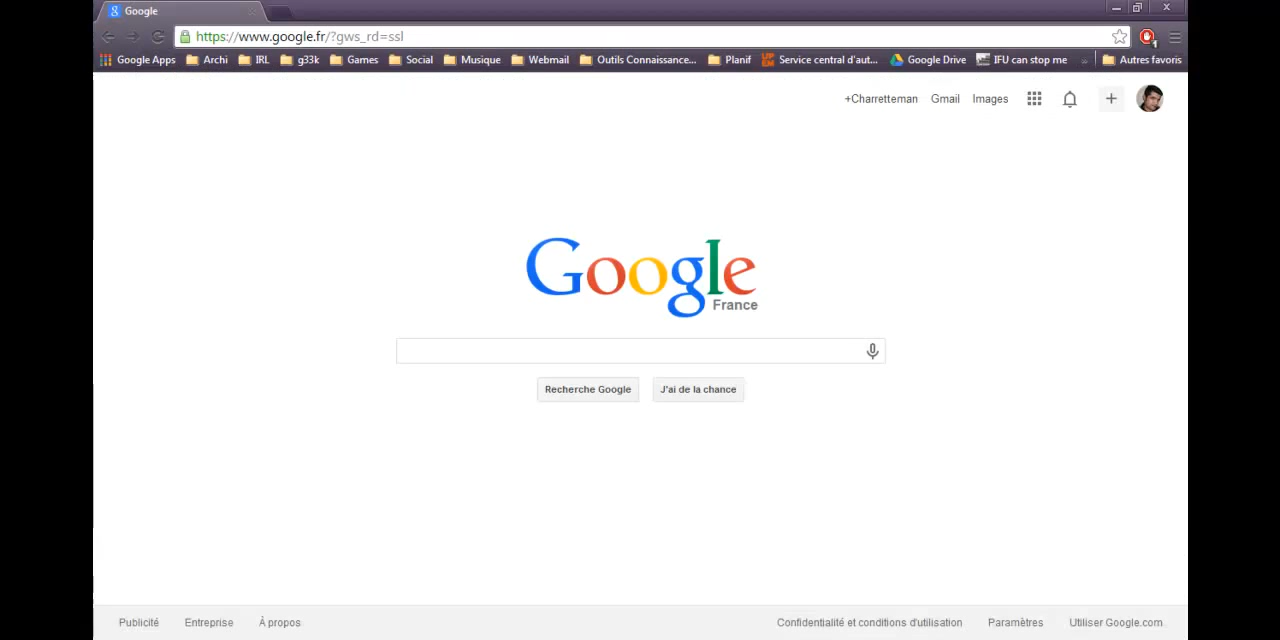 Google
https://www.google.fr/?gws_rd=ssl
Google Apps Archi IRL g33k Games Social Musique Webmail Outils Connaissance... Planif UPEM Service central d'aut... Google Drive IFU can stop me » Autres favoris
+Charretteman Gmail Images
Google
France
Recherche Google J'ai de la chance
Publicité Entreprise À propos Confidentialité et conditions d'utilisation Paramètres Utiliser Google.com